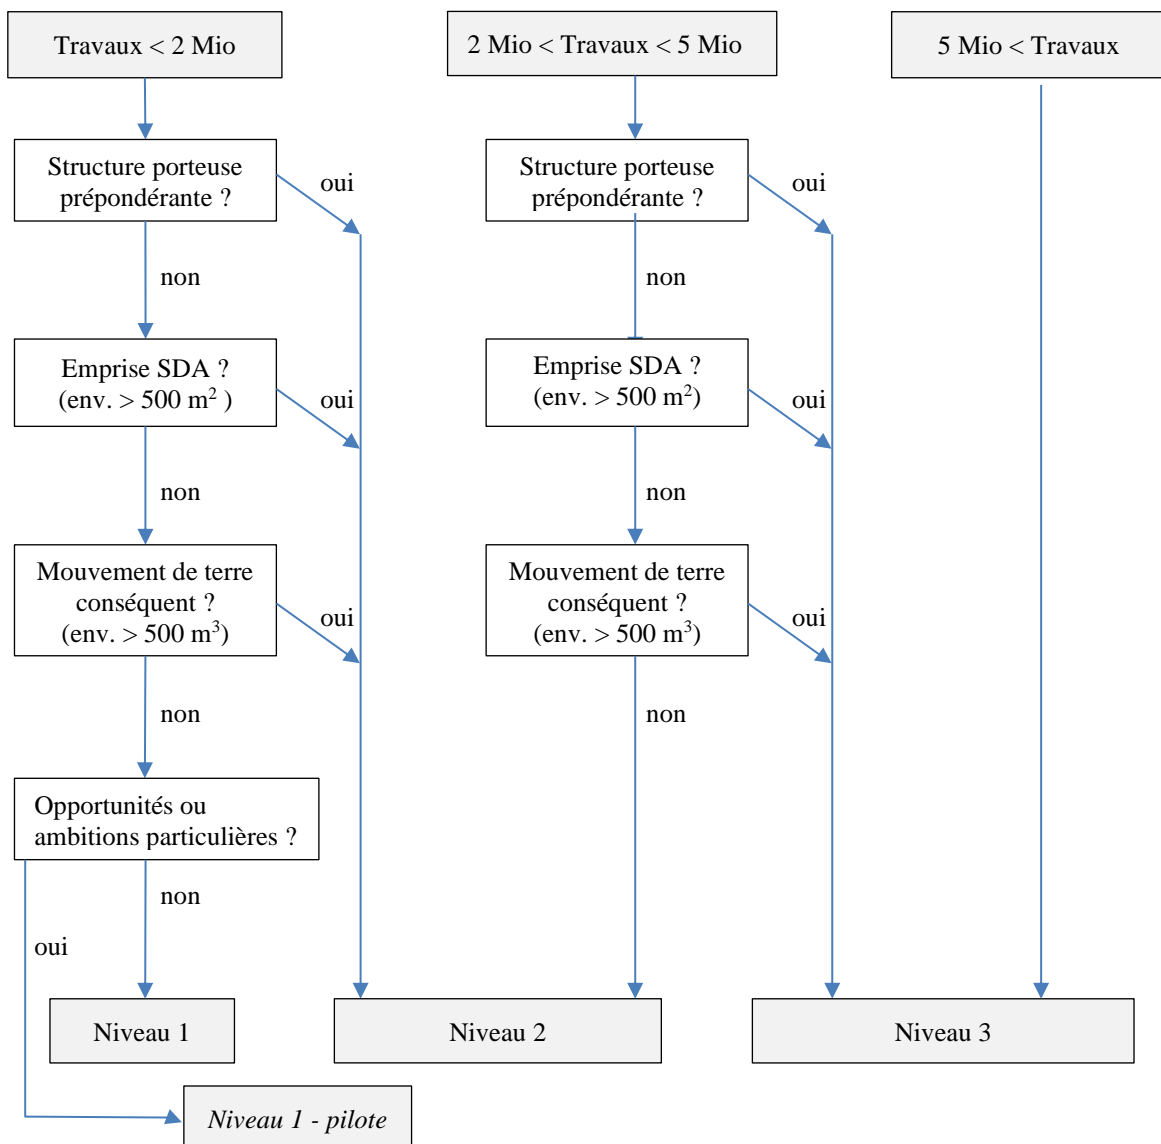 Travaux < 2 Mio
2 Mio < Travaux < 5 Mio
5 Mio < Travaux
Structure porteuse
prépondérante ?
oui
Structure porteuse
prépondérante ?
oui
non
non
Emprise SDA ?
(env. > 500 m²)
oui
Emprise SDA ?
(env. > 500 m²)
oui
non
non
Mouvement de terre
conséquent ?
(env. > 500 m³)
oui
Mouvement de terre
conséquent ?
(env. > 500 m³)
oui
non
non
Opportunités ou
ambitions particulières ?
non
oui
Niveau 1
Niveau 2
Niveau 3
Niveau 1 - pilote